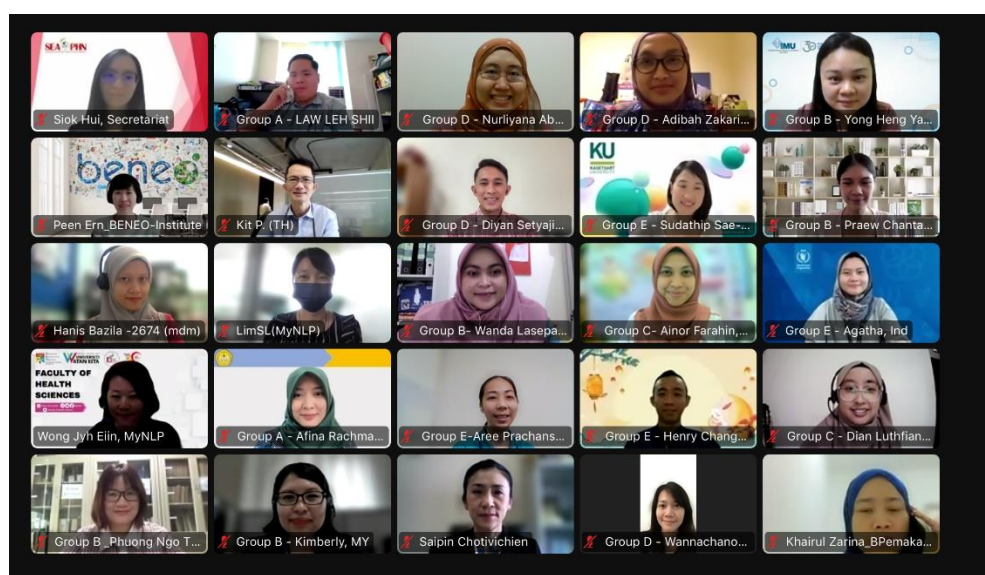 SEA PHN
Siok Hui, Secretariat
Group A - LAW LEH SHII
Group D - Nurliyana Ab...
Group D - Adibah Zakari...
IMU 30
Group B - Yong Heng Ya...
beneo
Peen Ern_BENEO-Institute
Kit P. (TH)
Group D - Diyan Setyaji...
KU
KASETSART
UNIVERSITY
Group E - Sudathip Sae-...
Group B - Praew Chanta...
Hanis Bazila -2674 (mdm)
LimSL(MyNLP)
Group B- Wanda Lasepa...
Group C- Ainor Farahin,...
Group E - Agatha, Ind
FACULTY OF
HEALTH
SCIENCES
Wong Jyh Eiin, MyNLP
Group A - Afina Rachma...
Group E-Aree Prachans...
Group E - Henry Chang...
Group C - Dian Luthfian...
Group B _Phuong Ngo T...
Group B - Kimberly, MY
Saipin Chotivichien
Group D - Wannachano...
Khairul Zarina_BPemaka...